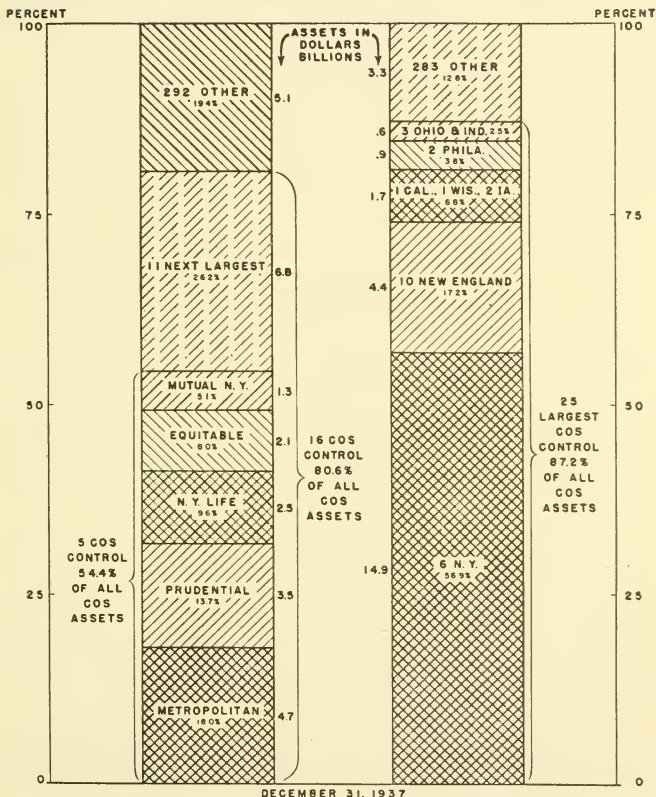 PERCENT
PERCENT
100
75
50
25
0
ASSETS IN
DOLLARS
BILLIONS
292 OTHER
19.4%
5.1
11 NEXT LARGEST
26.2%
6.8
MUTUAL N.Y.
5.1%
1.3
EQUITABLE
8.0%
2.1
N.Y. LIFE
9.6%
2.5
PRUDENTIAL
13.7%
3.5
METROPOLITAN
18.0%
4.7
5 COS
CONTROL
54.4%
OF ALL
COS
ASSETS
16 COS
CONTROL
80.6%
OF ALL
COS
ASSETS
3.3
283 OTHER
12.8%
.6
3 OHIO & IND. 2.5%
.9
2 PHILA.
3.8%
1.7
1 CAL., 1 WIS., 2 IA.
6.8%
4.4
10 NEW ENGLAND
17.2%
14.9
6 N.Y.
56.9%
25
LARGEST
COS
CONTROL
87.2%
OF ALL
COS
ASSETS
100
75
50
25
0
DECEMBER 31, 1937